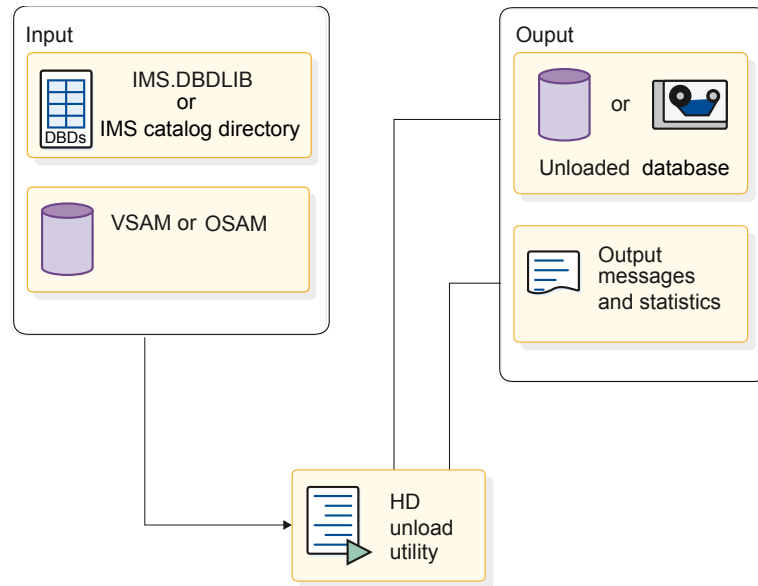 Input
IMS.DBDLIB
or
IMS catalog directory
DBDs
VSAM or OSAM
Ouput
or
Unloaded database
Output
messages
and statistics
HD
unload
utility